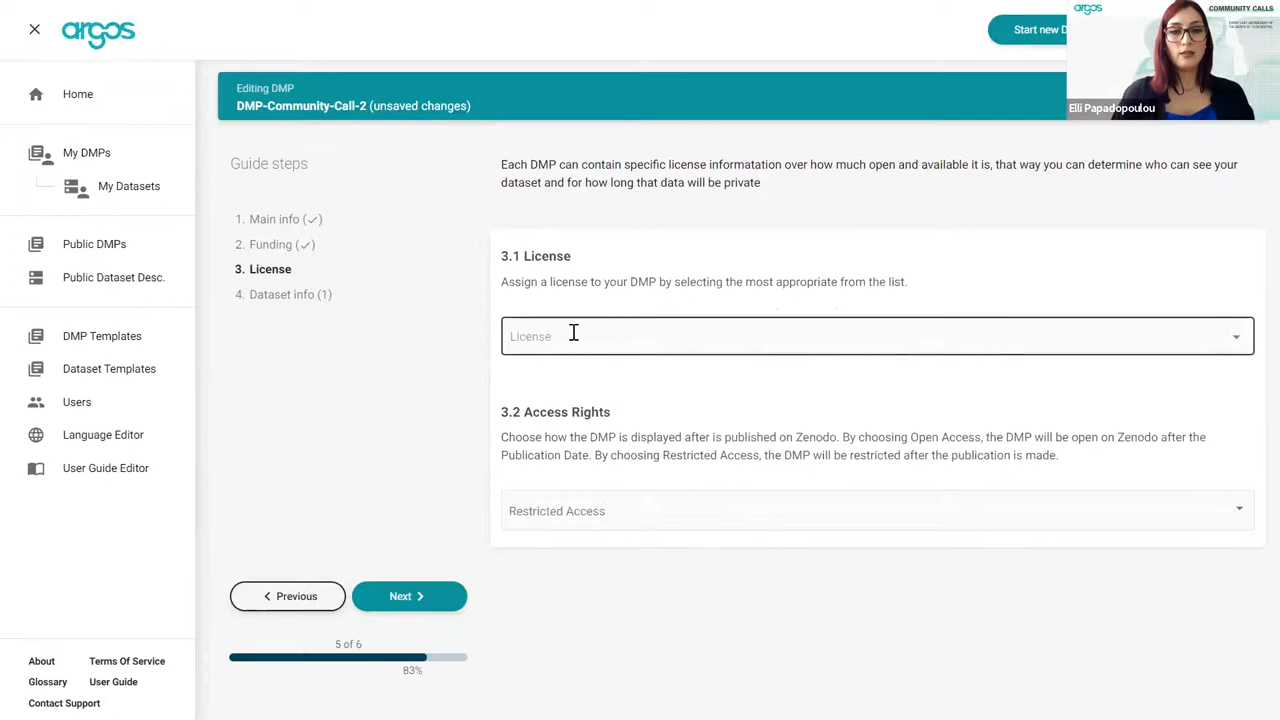 argos
Start new D
argos
COMMUNITY CALLS
Elli Papadopoulou
Home
My DMPs
My Datasets
Public DMPs
Public Dataset Desc.
DMP Templates
Dataset Templates
Users
Language Editor
User Guide Editor
About
Terms Of Service
Glossary
User Guide
Contact Support
Editing DMP
DMP-Community-Call-2 (unsaved changes)
Guide steps
1. Main info (✓)
2. Funding (✓)
3. License
4. Dataset info (1)
Previous
Next
5 of 6
83%
Each DMP can contain specific license informatation over how much open and available it is, that way you can determine who can see your
dataset and for how long that data will be private
3.1 License
Assign a license to your DMP by selecting the most appropriate from the list.
License
3.2 Access Rights
Choose how the DMP is displayed after is published on Zenodo. By choosing Open Access, the DMP will be open on Zenodo after the
Publication Date. By choosing Restricted Access, the DMP will be restricted after the publication is made.
Restricted Access